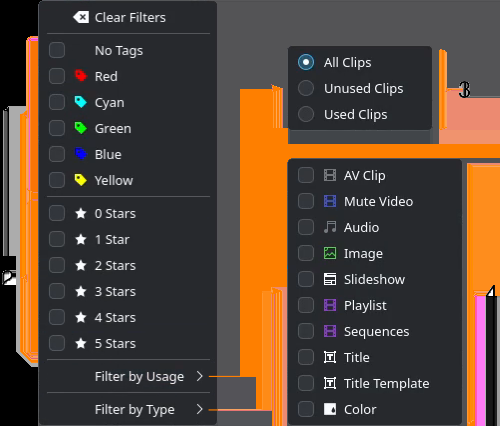 Clear Filters
No Tags
Red
Cyan
Green
Blue
Yellow
0 Stars
1 Star
2 Stars
3 Stars
4 Stars
5 Stars
Filter by Usage
Filter by Type
All Clips
Unused Clips
Used Clips
3
AV Clip
Mute Video
Audio
Image
Slideshow
Playlist
Sequences
Title
Title Template
Color
2
4